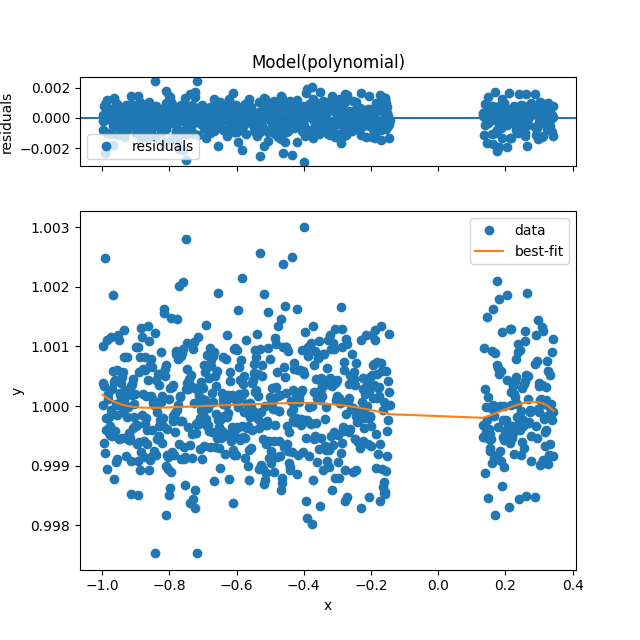 Model(polynomial)
residuals
0.002
0.000
−0.002
residuals
y
1.003
1.002
1.001
1.000
0.999
0.998
data
best-fit
−1.0 −0.8 −0.6 −0.4 −0.2 0.0 0.2 0.4
x